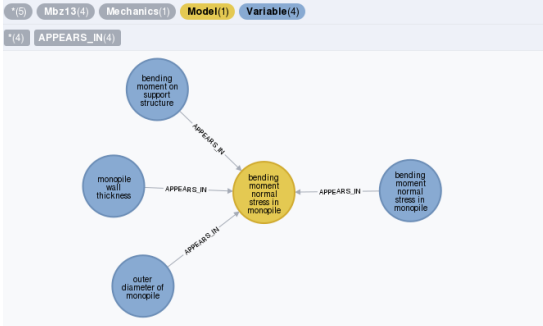 *(5) Mbz13(4) Mechanics(1) Model(1) Variable(4)
*(4) APPEARS_IN(4)
bending
moment on
support
structure
APPEARS_IN
monopile
wall
thickness
APPEARS_IN
bending
moment
normal
stress in
monopile
APPEARS_IN
bending
moment
normal
stress in
monopile
APPEARS_IN
outer
diameter of
monopile